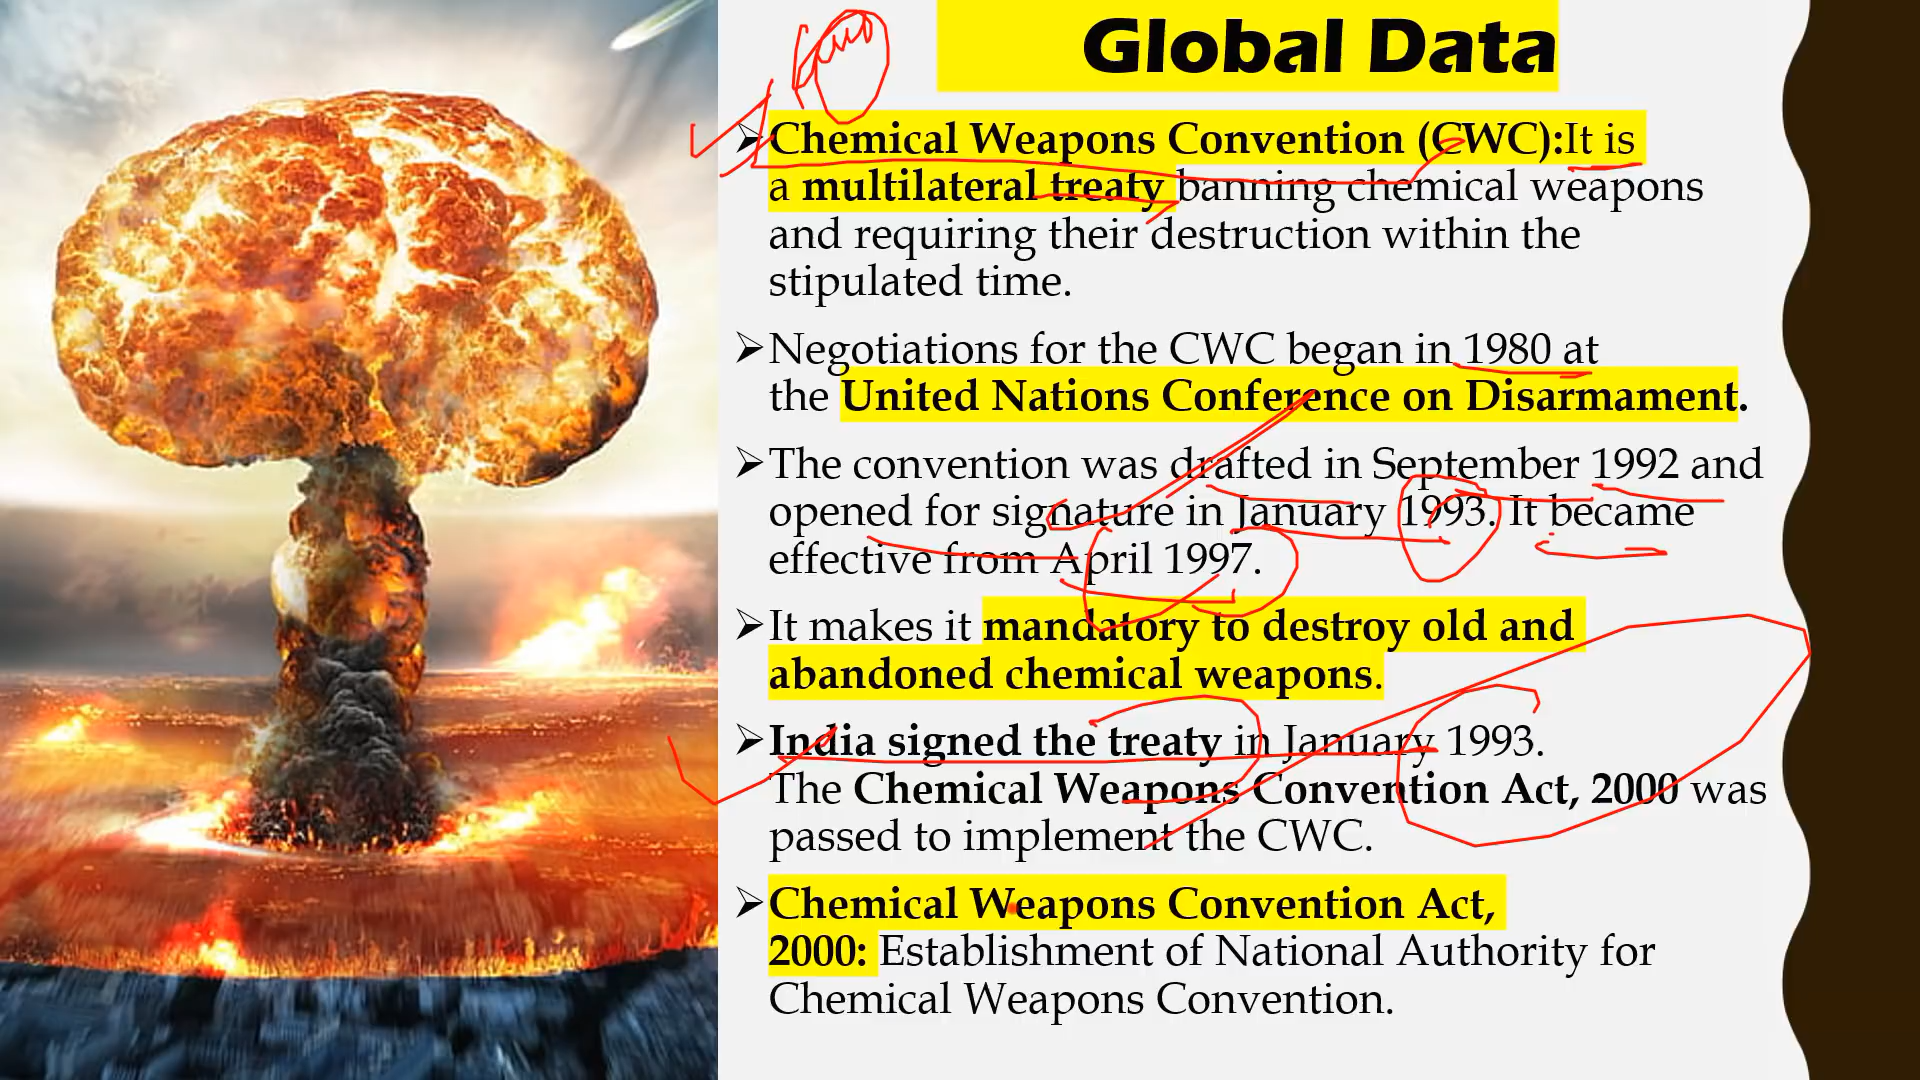 Global Data
➢Chemical Weapons Convention (CWC):It is
a multilateral treaty banning chemical weapons
and requiring their destruction within the
stipulated time.
➢Negotiations for the CWC began in 1980 at
the United Nations Conference on Disarmament.
➢The convention was drafted in September 1992 and
opened for signature in January 1993. It became
effective from April 1997.
➢It makes it mandatory to destroy old and
abandoned chemical weapons.
➢India signed the treaty in January 1993.
The Chemical Weapons Convention Act, 2000 was
passed to implement the CWC.
➢Chemical Weapons Convention Act,
2000: Establishment of National Authority for
Chemical Weapons Convention.